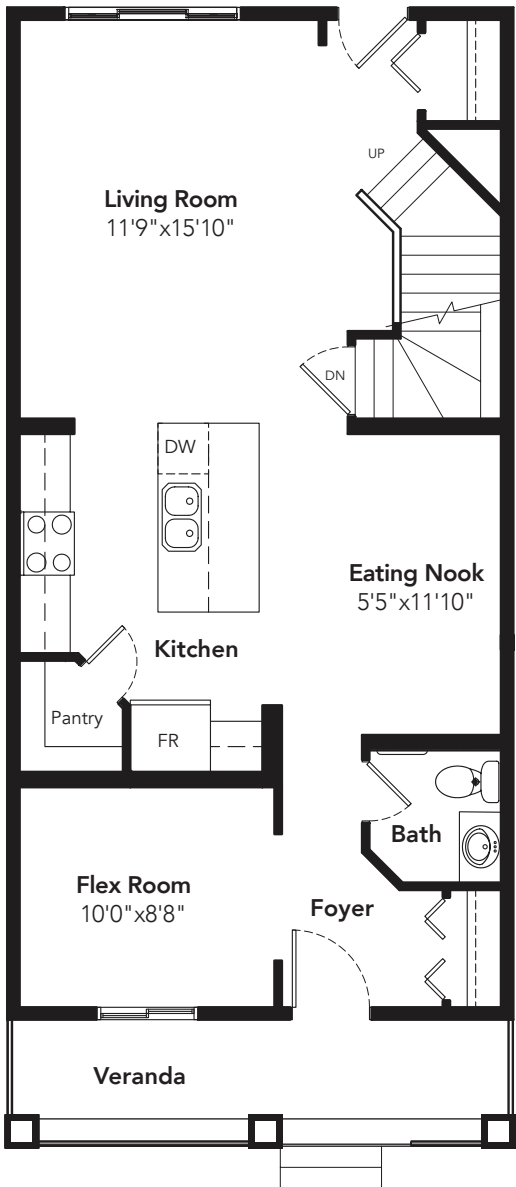 UP
Living Room
11'9"x15'10"
DN
DW
Eating Nook
5'5"x11'10"
Kitchen
Pantry
FR
Bath
Flex Room
10'0"x8'8"
Foyer
Veranda